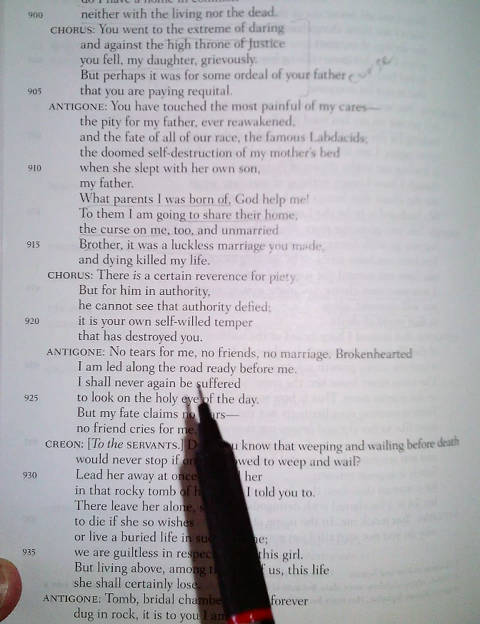 900 neither with the living nor the dead.
CHORUS: You went to the extreme of daring
and against the high throne of Justice
you fell, my daughter, grievously.
But perhaps it was for some ordeal of your father
905 that you are paying requital.
ANTIGONE: You have touched the most painful of my cares—
the pity for my father, ever reawakened,
and the fate of all of our race, the famous Labdacids;
the doomed self-destruction of my mother's bed
910 when she slept with her own son,
my father.
What parents I was born of, God help me!
To them I am going to share their home,
the curse on me, too, and unmarried.
915 Brother, it was a luckless marriage you made,
and dying killed my life.
CHORUS: There is a certain reverence for piety.
But for him in authority,
he cannot see that authority defied;
920 it is your own self-willed temper
that has destroyed you.
ANTIGONE: No tears for me, no friends, no marriage. Brokenhearted
I am led along the road ready before me.
I shall never again be suffered
925 to look on the holy eye of the day.
But my fate claims no
no friend cries for me.
CREON: [To the SERVANTS.] know that weeping and wailing before death
would never stop if to weep and wail?
930 Lead her away at once her
in that rocky tomb of I told you to.
There leave her alone,
to die if she so wishes
or live a buried life in
935 we are guiltless in this girl.
But living above, among us, this life
she shall certainly lose.
ANTIGONE: Tomb, bridal forever
dug in rock, it is to you I